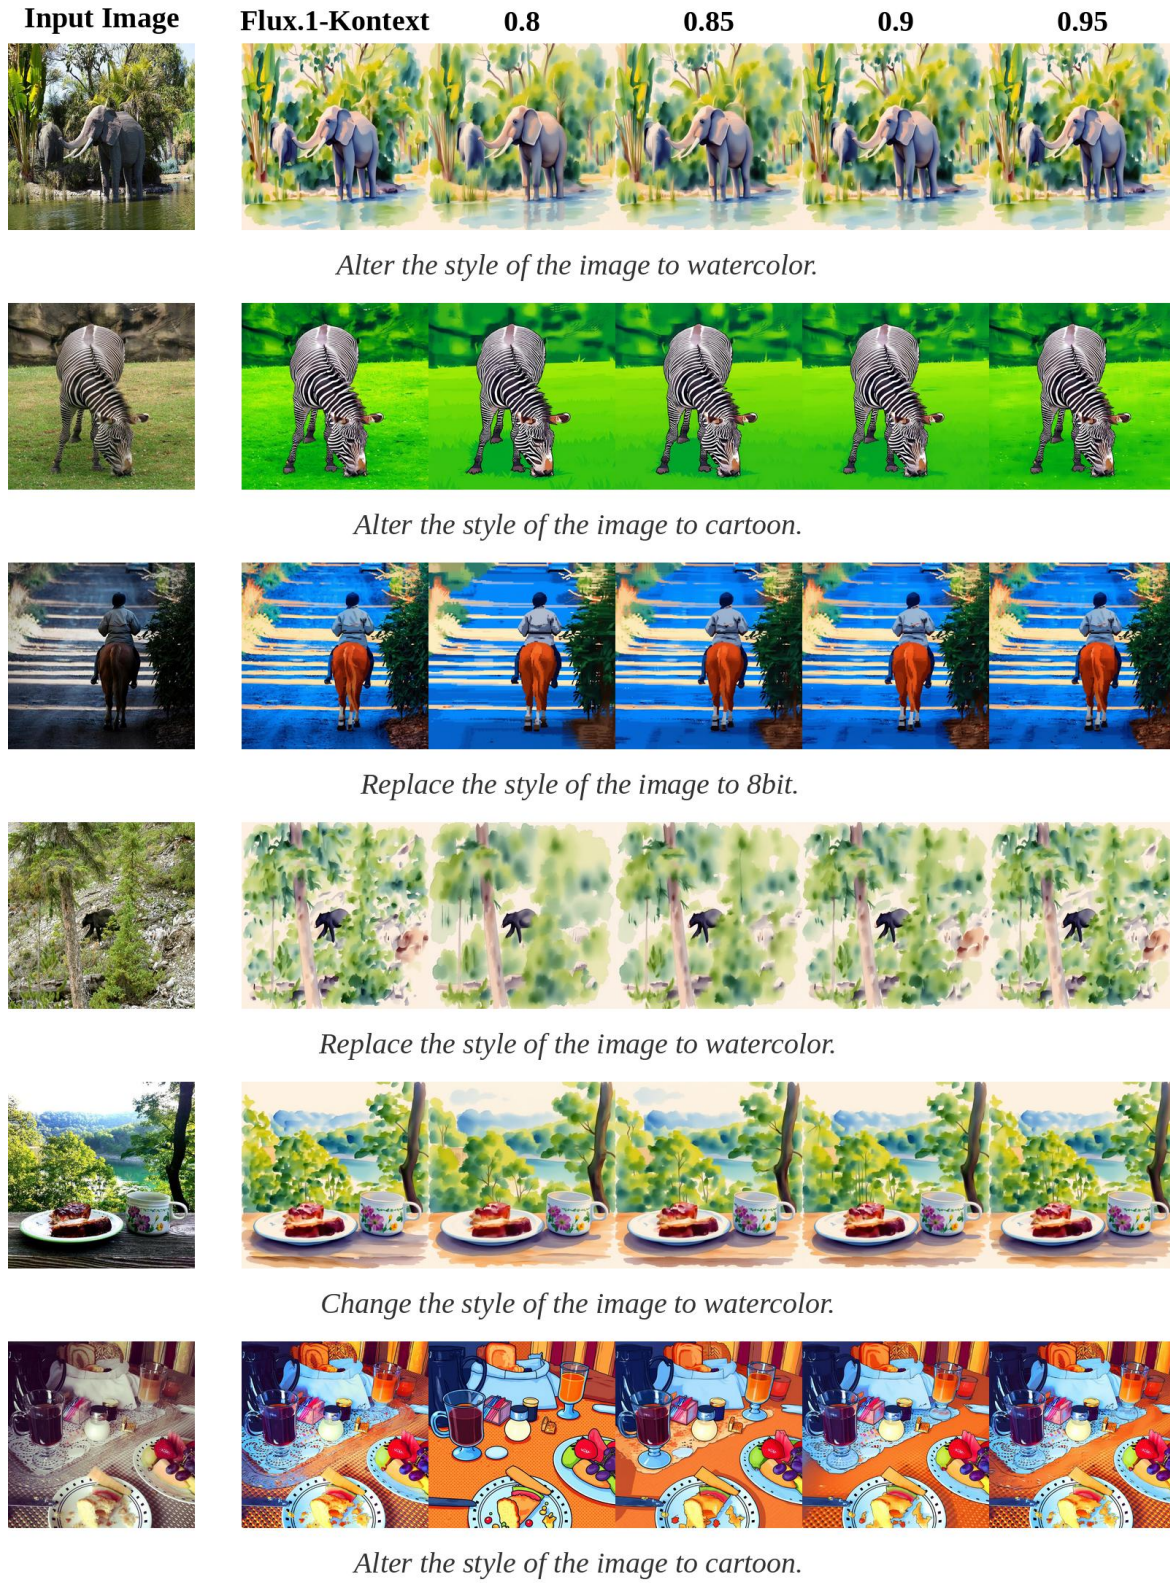 Input Image Flux.1-Kontext 0.8 0.85 0.9 0.95
Alter the style of the image to watercolor.
Alter the style of the image to cartoon.
Replace the style of the image to 8bit.
Replace the style of the image to watercolor.
Change the style of the image to watercolor.
Alter the style of the image to cartoon.